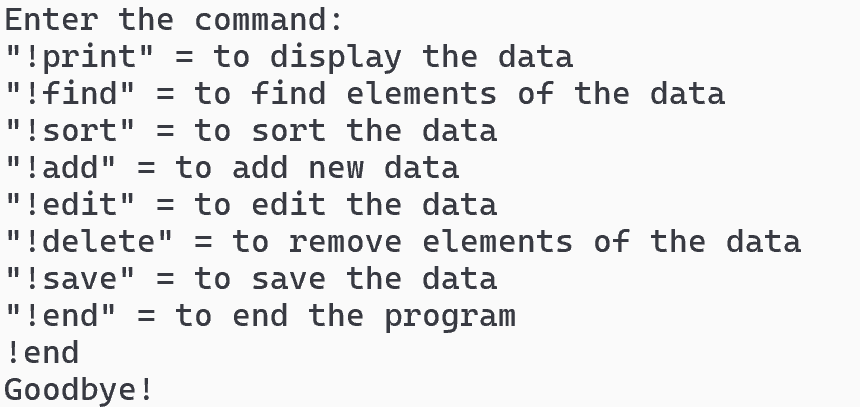 Enter the command:
"!print" = to display the data
"!find" = to find elements of the data
"!sort" = to sort the data
"!add" = to add new data
"!edit" = to edit the data
"!delete" = to remove elements of the data
"!save" = to save the data
"!end" = to end the program
!end
Goodbye!